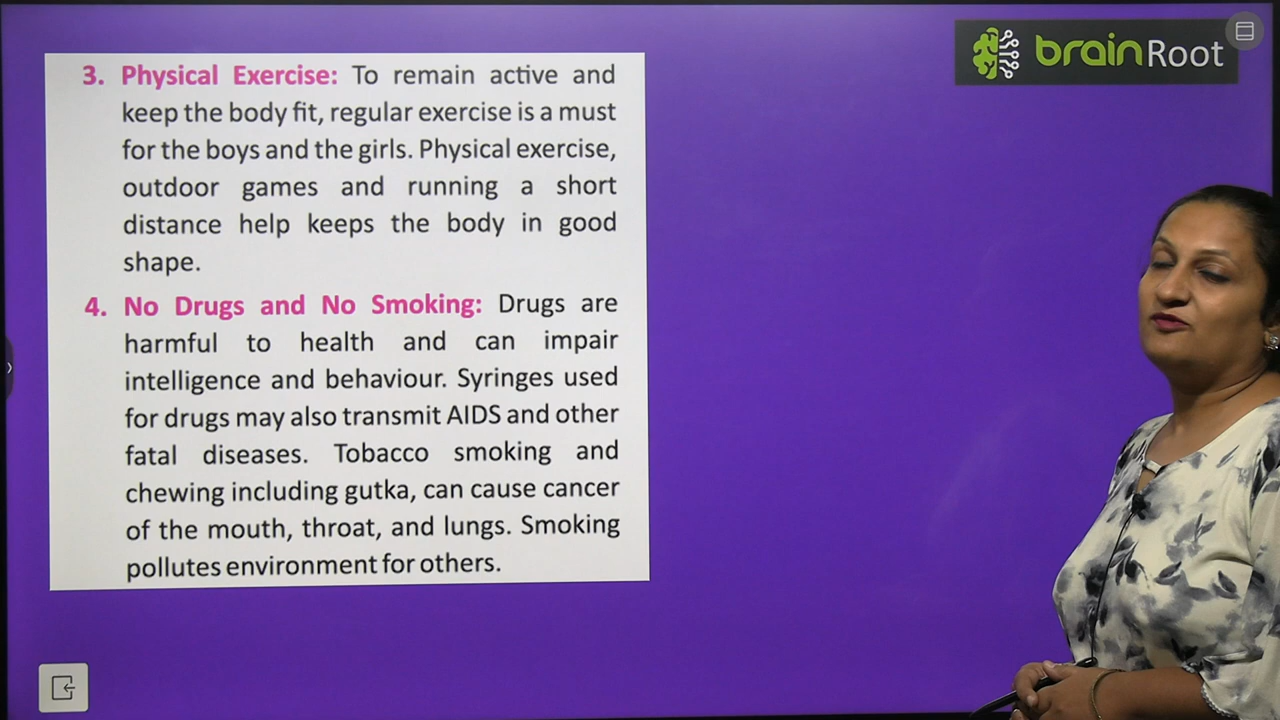 brainRoot
3. Physical Exercise: To remain active and
keep the body fit, regular exercise is a must
for the boys and the girls. Physical exercise,
outdoor games and running a short
distance help keeps the body in good
shape.
4. No Drugs and No Smoking: Drugs are
harmful to health and can impair
intelligence and behaviour. Syringes used
for drugs may also transmit AIDS and other
fatal diseases. Tobacco smoking and
chewing including gutka, can cause cancer
of the mouth, throat, and lungs. Smoking
pollutes environment for others.